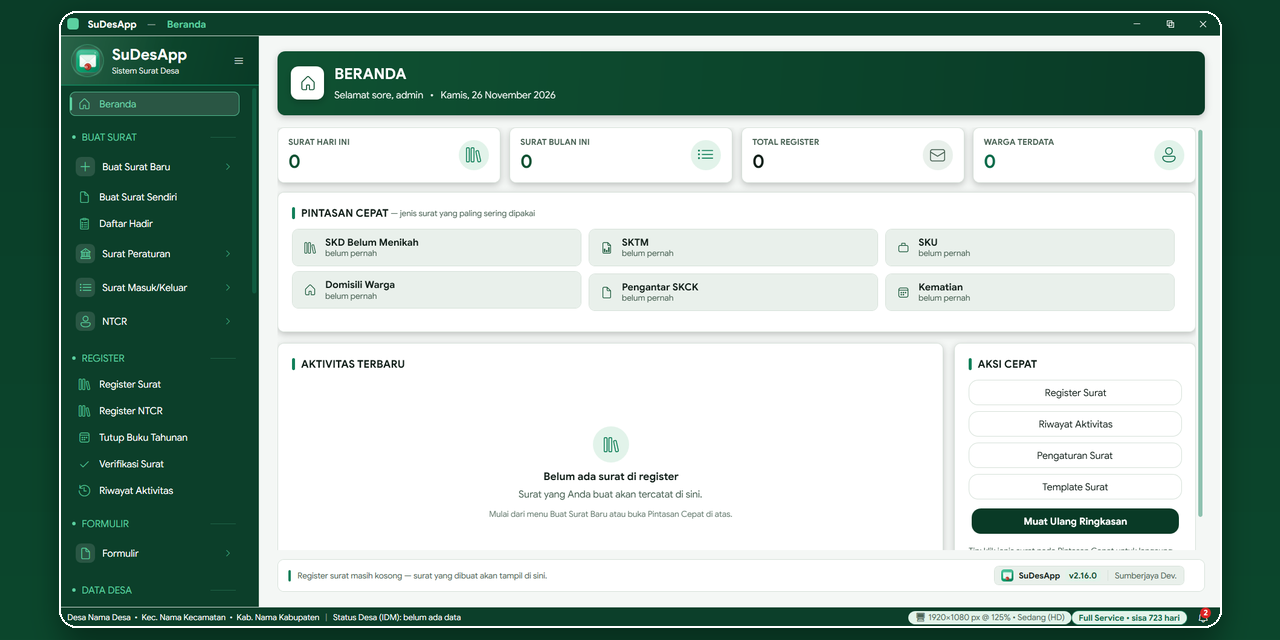 SuDesApp — Beranda
SuDesApp
Sistem Surat Desa
Beranda
BUAT SURAT
Buat Surat Baru
Buat Surat Sendiri
Daftar Hadir
Surat Peraturan
Surat Masuk/Keluar
NTCR
REGISTER
Register Surat
Register NTCR
Tutup Buku Tahunan
Verifikasi Surat
Riwayat Aktivitas
FORMULIR
Formulir
DATA DESA
BERANDA
Selamat sore, admin • Kamis, 26 November 2026
SURAT HARI INI
0
SURAT BULAN INI
0
TOTAL REGISTER
0
WARGA TERDATA
0
PINTASAN CEPAT — jenis surat yang paling sering dipakai
SKD Belum Menikah
belum pernah
SKTM
belum pernah
SKU
belum pernah
Domisili Warga
belum pernah
Pengantar SKCK
belum pernah
Kematian
belum pernah
AKTIVITAS TERBARU
Belum ada surat di register
Surat yang Anda buat akan tercatat di sini.
Mulai dari menu Buat Surat Baru atau buka Pintasan Cepat di atas.
AKSI CEPAT
Register Surat
Riwayat Aktivitas
Pengaturan Surat
Template Surat
Muat Ulang Ringkasan
Register surat masih kosong — surat yang dibuat akan tampil di sini.
SuDesApp v2.16.0 Sumberjaya Dev.
Desa Nama Desa • Kec. Nama Kecamatan • Kab. Nama Kabupaten | Status Desa (IDM): belum ada data
1920×1080 px @ 125% • Sedang (HD)
Full Service • sisa 723 hari
2